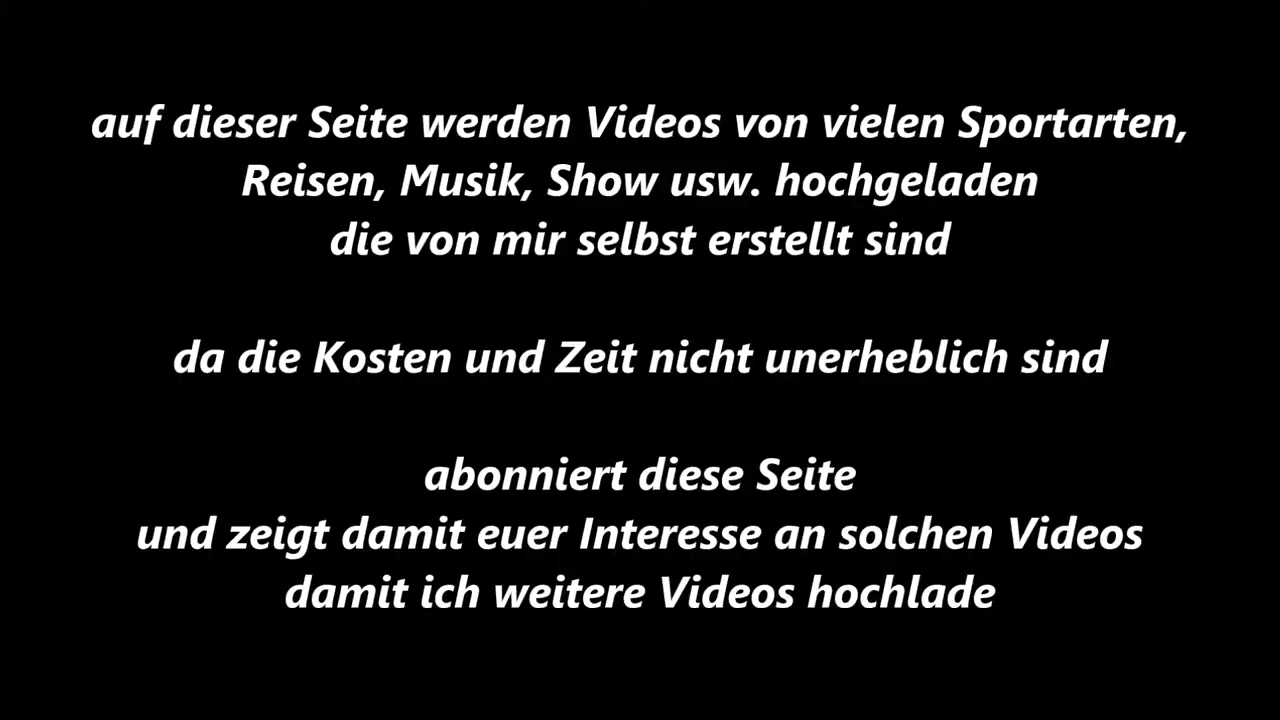 auf dieser Seite werden Videos von vielen Sportarten,
Reisen, Musik, Show usw. hochgeladen
die von mir selbst erstellt sind
da die Kosten und Zeit nicht unerheblich sind
abonniert diese Seite
und zeigt damit euer Interesse an solchen Videos
damit ich weitere Videos hochlade